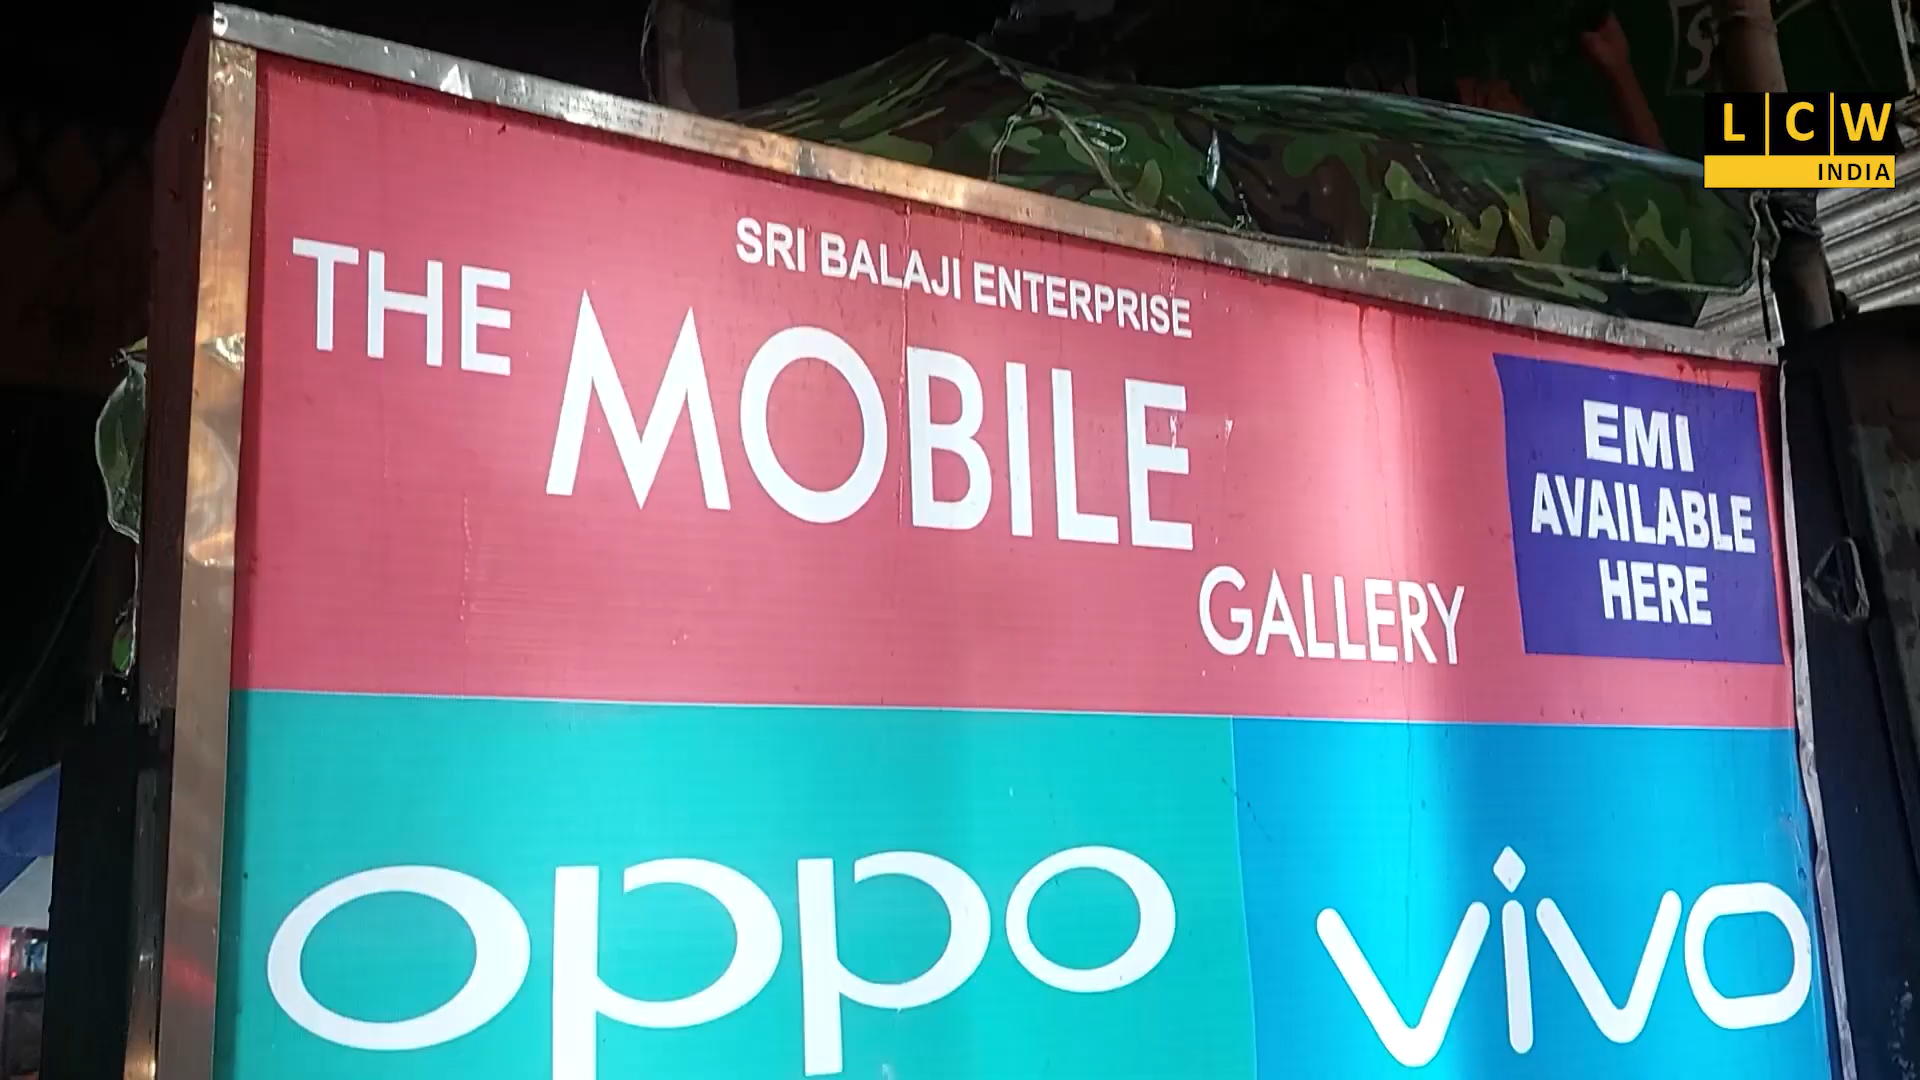 L C W
INDIA
SRI BALAJI ENTERPRISE
THE
MOBILE
GALLERY
EMI
AVAILABLE
HERE
oppo
vivo